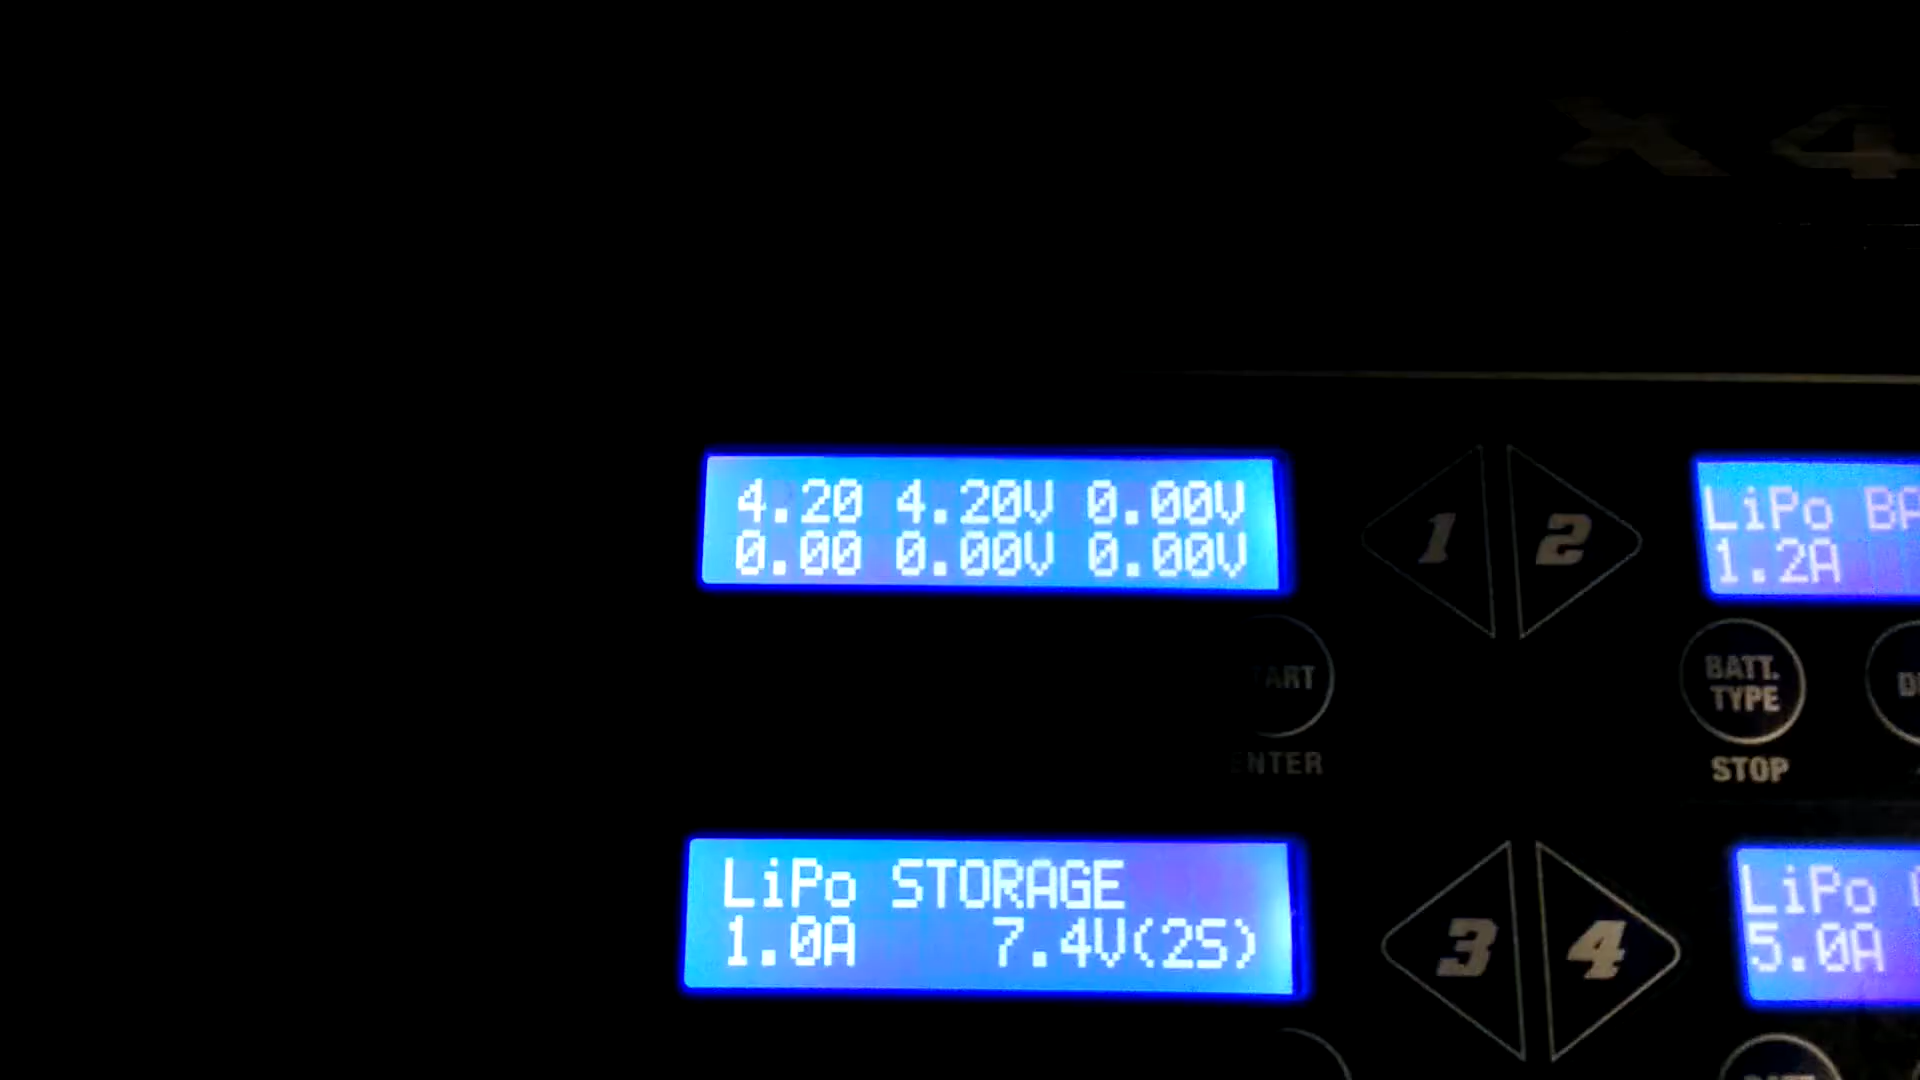 X4
4.20 4.20V 0.00V
0.00 0.00V 0.00V
1
2
LiPo
1.2A
BATT.
TYPE
STOP
LiPo STORAGE
1.0A 7.4V(2S)
3
4
LiPo
5.0A